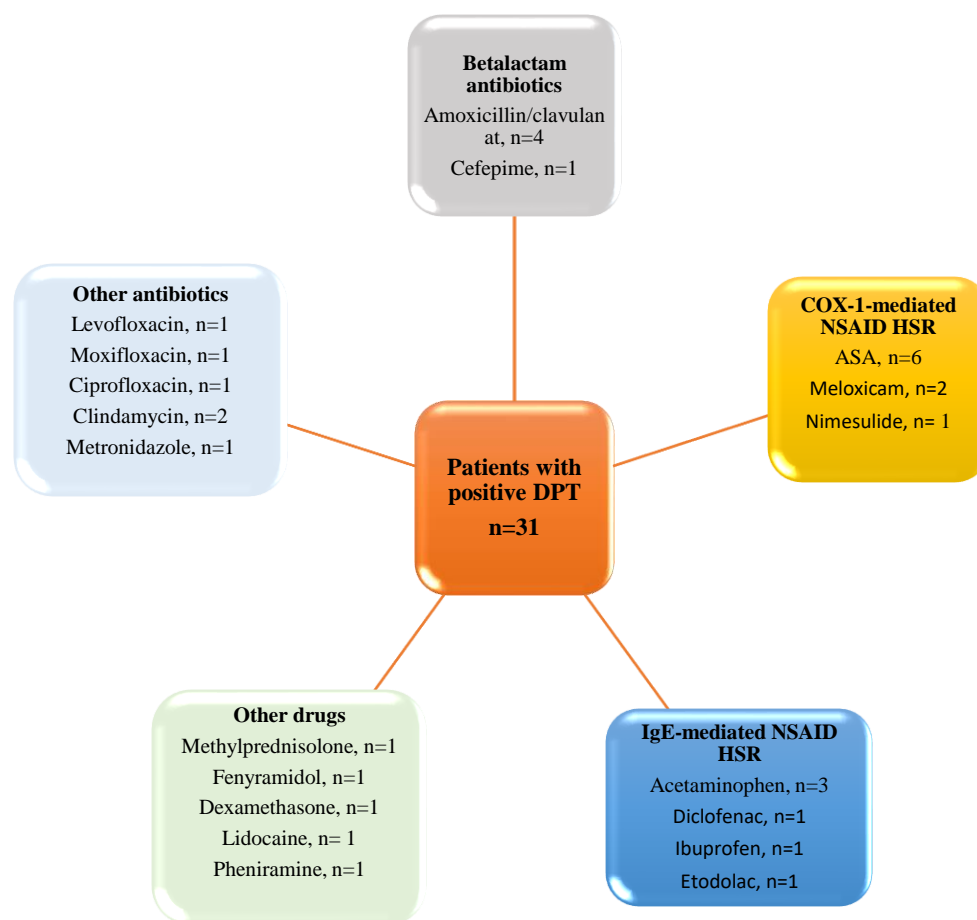 Betalactam
antibiotics
Amoxicillin/clavulan
at, n=4
Cefepime, n=1
Other antibiotics
Levofloxacin, n=1
Moxifloxacin, n=1
Ciprofloxacin, n=1
Clindamycin, n=2
Metronidazole, n=1
COX-1-mediated
NSAID HSR
ASA, n=6
Meloxicam, n=2
Nimesulide, n= 1
Patients with
positive DPT
n=31
Other drugs
Methylprednisolone, n=1
Fenyramidol, n=1
Dexamethasone, n=1
Lidocaine, n= 1
Pheniramine, n=1
IgE-mediated NSAID
HSR
Acetaminophen, n=3
Diclofenac, n=1
Ibuprofen, n=1
Etodolac, n=1